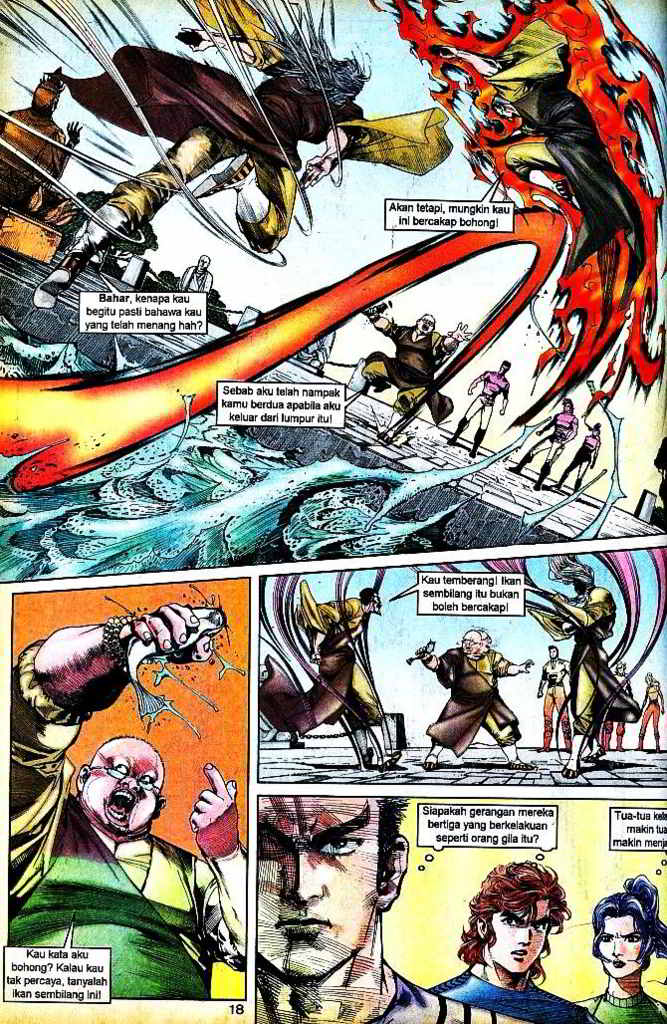 Akan tetapi, mungkin kau
ini bercakap bohong!
Bahar, kenapa kau
begitu pasti bahawa kau
yang telah menang hah?
Sebab aku telah nampak
kamu berdua apabila aku
keluar dari lumpur itu!
Kau kata aku
bohong? Kalau kau
tak percaya, tanyalah
ikan sembilang ini!
Kau temberang! Ikan
sembilang itu bukan
boleh bercakap!
Siapakah gerangan mereka
bertiga yang berkelakuan
seperti orang gila itu?
Tua-tua
makin tua
makin
18